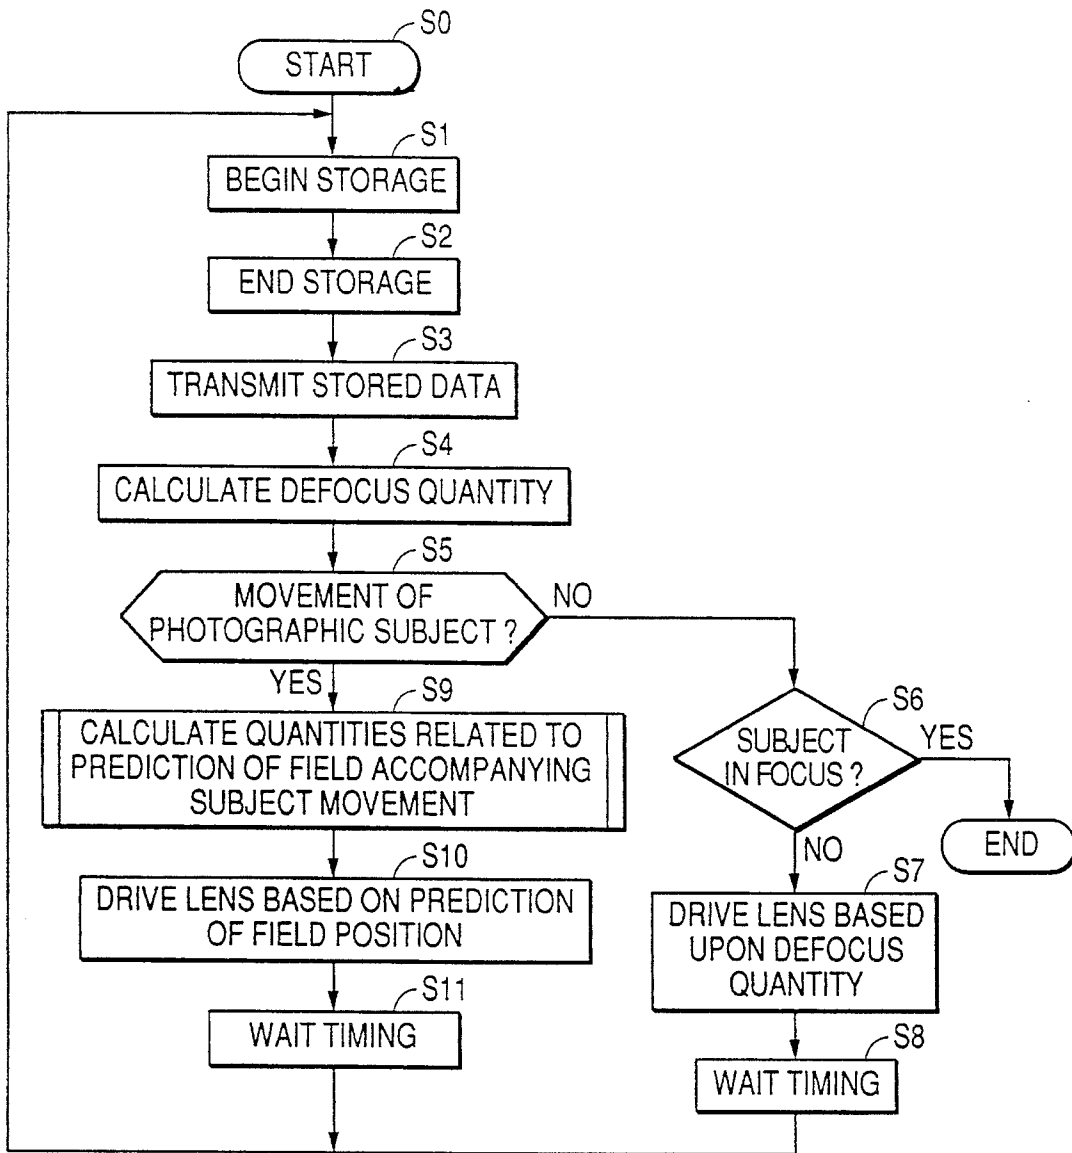 S0
START
S1
BEGIN STORAGE
S2
END STORAGE
S3
TRANSMIT STORED DATA
S4
CALCULATE DEFOCUS QUANTITY
S5
MOVEMENT OF
PHOTOGRAPHIC SUBJECT ?
NO
YES
S9
CALCULATE QUANTITIES RELATED TO
PREDICTION OF FIELD ACCOMPANYING
SUBJECT MOVEMENT
S6
SUBJECT
IN FOCUS ?
YES
END
NO
S10
DRIVE LENS BASED ON PREDICTION
OF FIELD POSITION
S7
DRIVE LENS BASED
UPON DEFOCUS
QUANTITY
S11
WAIT TIMING
S8
WAIT TIMING